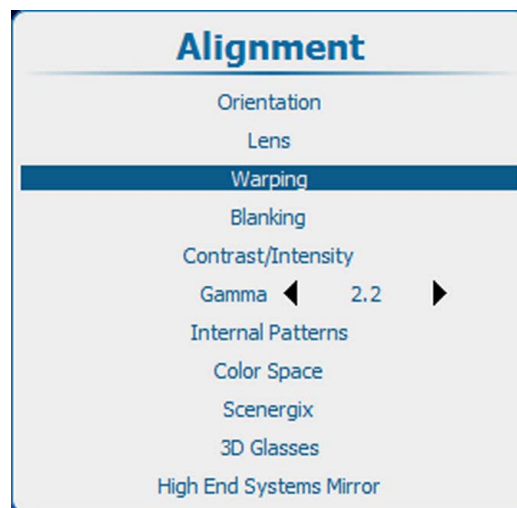 Alignment
Orientation
Lens
Warping
Blanking
Contrast/Intensity
Gamma 2.2
Internal Patterns
Color Space
Scenergix
3D Glasses
High End Systems Mirror